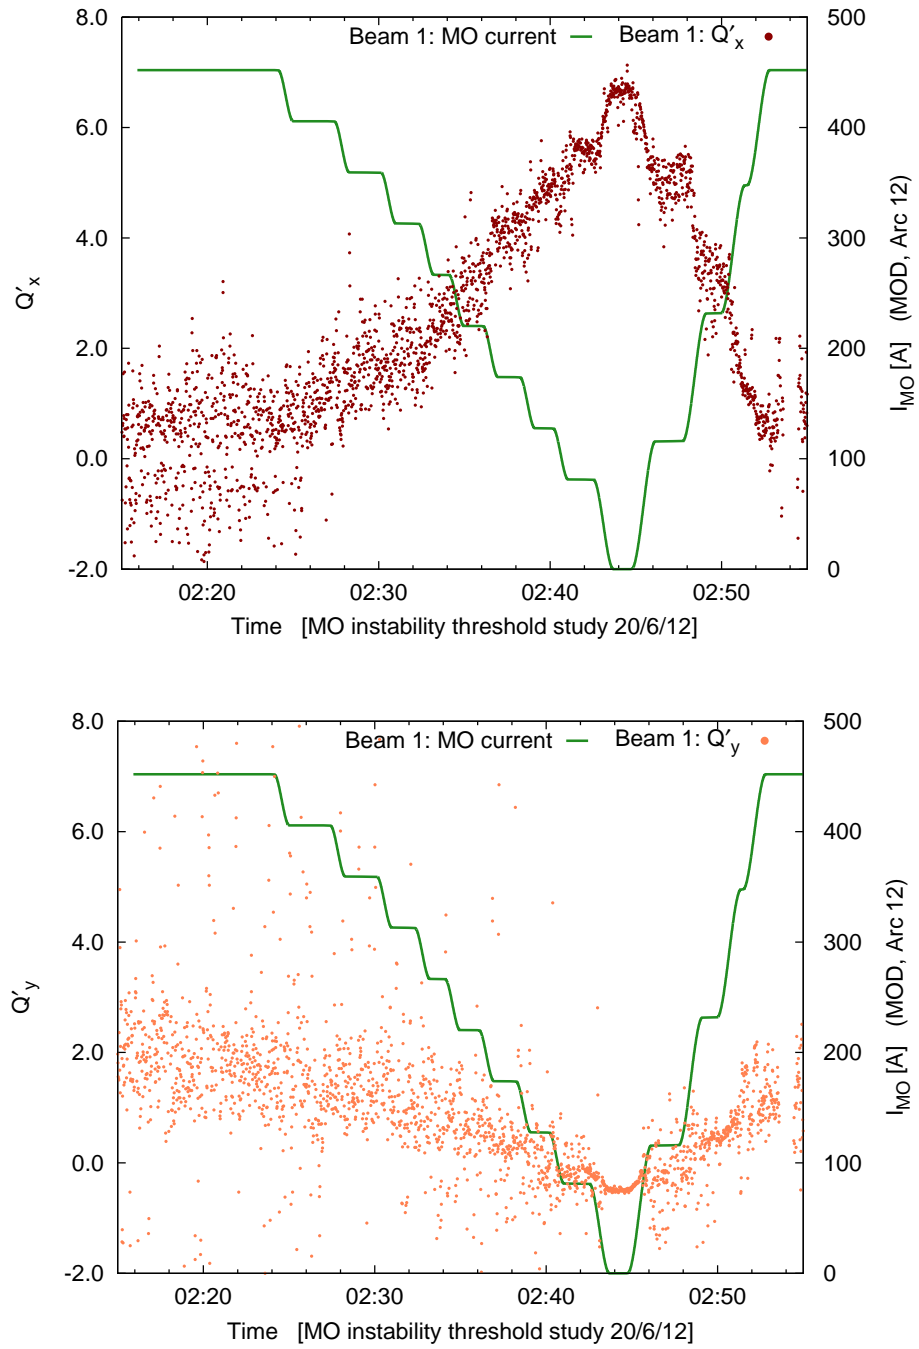 8.0
6.0
4.0
2.0
0.0
-2.0
Q′x
Beam 1: MO current
Beam 1: Q′x
500
400
300
200
100
0
IMO [A] (MOD, Arc 12)
02:20 02:30 02:40 02:50
Time [MO instability threshold study 20/6/12]
8.0
6.0
4.0
2.0
0.0
-2.0
Q′y
Beam 1: MO current
Beam 1: Q′y
500
400
300
200
100
0
IMO [A] (MOD, Arc 12)
02:20 02:30 02:40 02:50
Time [MO instability threshold study 20/6/12]